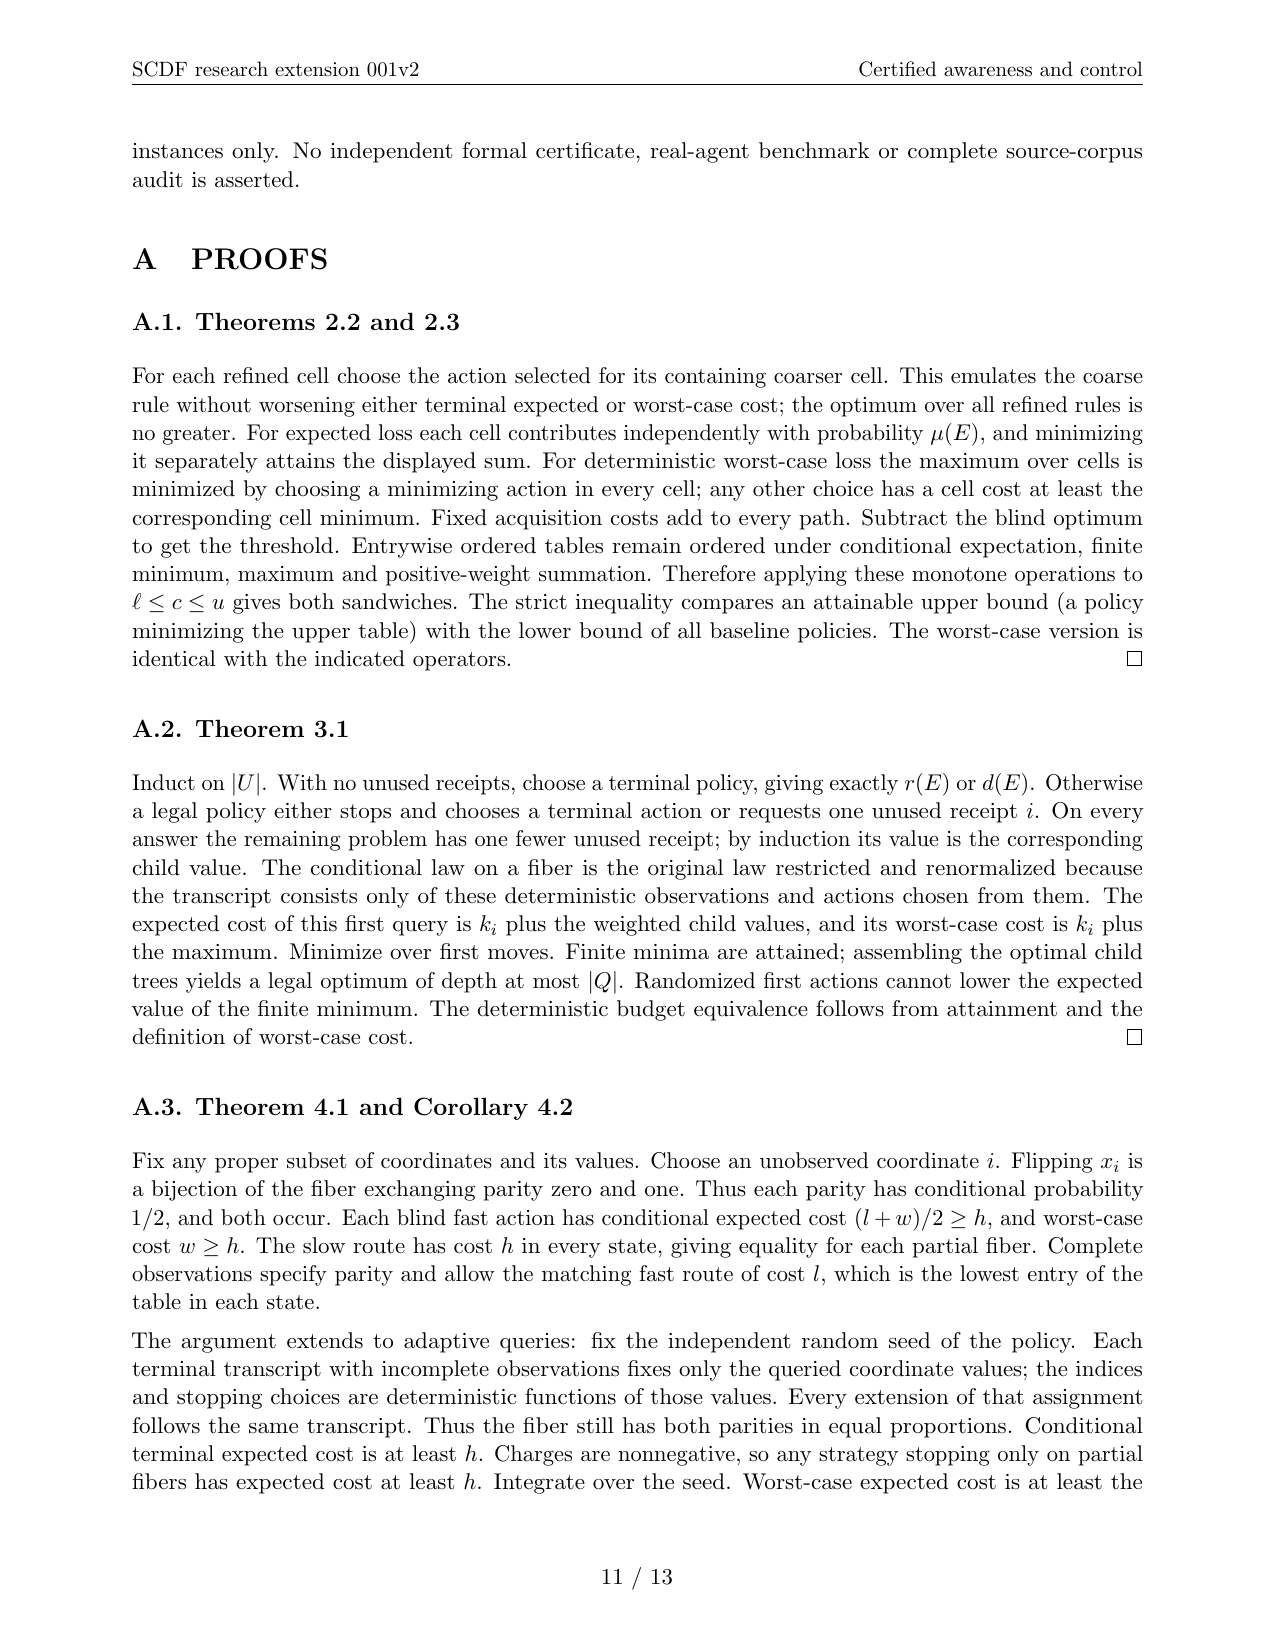 SCDF research extension 001v2 Certified awareness and control
instances only. No independent formal certificate, real-agent benchmark or complete source-corpus
audit is asserted.
A PROOFS
A.1. Theorems 2.2 and 2.3
For each refined cell choose the action selected for its containing coarser cell. This emulates the coarse
rule without worsening either terminal expected or worst-case cost; the optimum over all refined rules is
no greater. For expected loss each cell contributes independently with probability μ(E), and minimizing
it separately attains the displayed sum. For deterministic worst-case loss the maximum over cells is
minimized by choosing a minimizing action in every cell; any other choice has a cell cost at least the
corresponding cell minimum. Fixed acquisition costs add to every path. Subtract the blind optimum
to get the threshold. Entrywise ordered tables remain ordered under conditional expectation, finite
minimum, maximum and positive-weight summation. Therefore applying these monotone operations to
ℓ ≤ c ≤ u gives both sandwiches. The strict inequality compares an attainable upper bound (a policy
minimizing the upper table) with the lower bound of all baseline policies. The worst-case version is
identical with the indicated operators. □
A.2. Theorem 3.1
Induct on |U|. With no unused receipts, choose a terminal policy, giving exactly r(E) or d(E). Otherwise
a legal policy either stops and chooses a terminal action or requests one unused receipt i. On every
answer the remaining problem has one fewer unused receipt; by induction its value is the corresponding
child value. The conditional law on a fiber is the original law restricted and renormalized because
the transcript consists only of these deterministic observations and actions chosen from them. The
expected cost of this first query is kᵢ plus the weighted child values, and its worst-case cost is kᵢ plus
the maximum. Minimize over first moves. Finite minima are attained; assembling the optimal child
trees yields a legal optimum of depth at most |Q|. Randomized first actions cannot lower the expected
value of the finite minimum. The deterministic budget equivalence follows from attainment and the
definition of worst-case cost. □
A.3. Theorem 4.1 and Corollary 4.2
Fix any proper subset of coordinates and its values. Choose an unobserved coordinate i. Flipping xᵢ is
a bijection of the fiber exchanging parity zero and one. Thus each parity has conditional probability
1/2, and both occur. Each blind fast action has conditional expected cost (l + w)/2 ≥ h, and worst-case
cost w ≥ h. The slow route has cost h in every state, giving equality for each partial fiber. Complete
observations specify parity and allow the matching fast route of cost l, which is the lowest entry of the
table in each state.
The argument extends to adaptive queries: fix the independent random seed of the policy. Each
terminal transcript with incomplete observations fixes only the queried coordinate values; the indices
and stopping choices are deterministic functions of those values. Every extension of that assignment
follows the same transcript. Thus the fiber still has both parities in equal proportions. Conditional
terminal expected cost is at least h. Charges are nonnegative, so any strategy stopping only on partial
fibers has expected cost at least h. Integrate over the seed. Worst-case expected cost is at least the
11 / 13